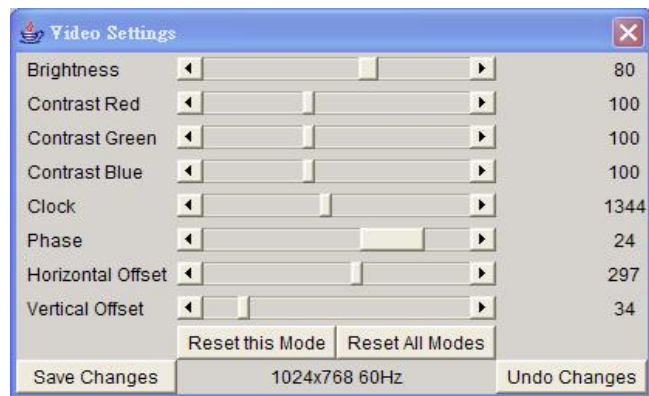 Video Settings
Brightness 80
Contrast Red 100
Contrast Green 100
Contrast Blue 100
Clock 1344
Phase 24
Horizontal Offset 297
Vertical Offset 34
Reset this Mode Reset All Modes
Save Changes 1024x768 60Hz Undo Changes